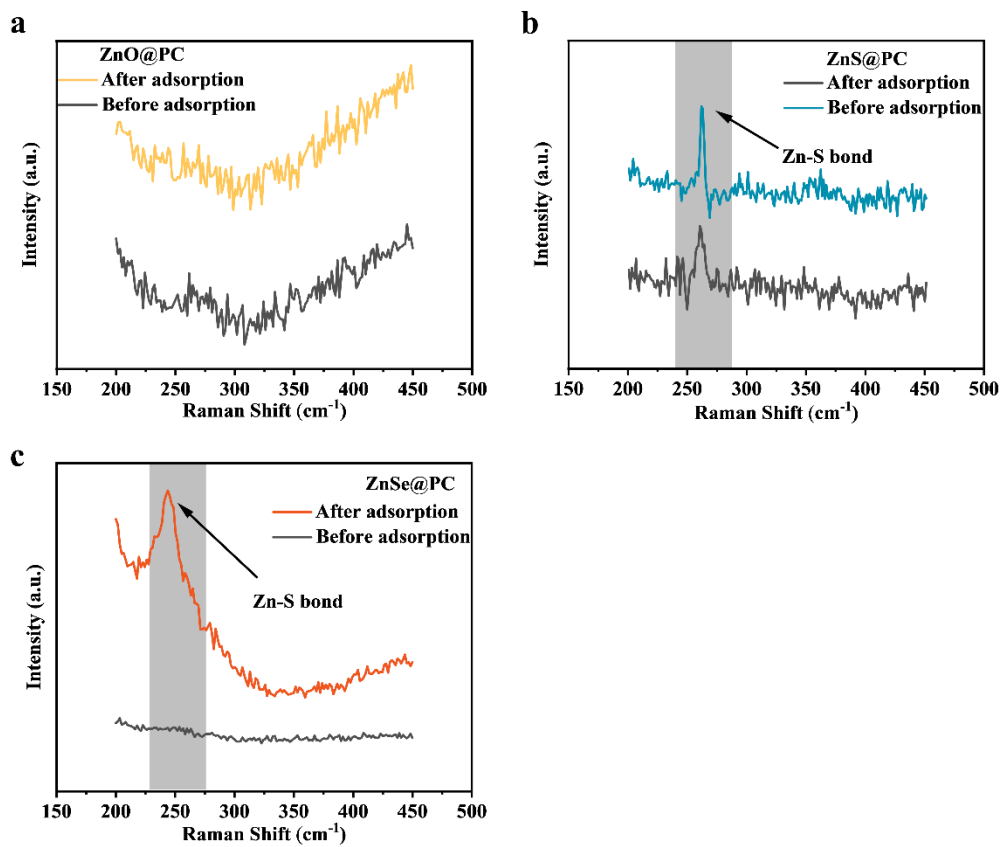 a
ZnO@PC
After adsorption
Before adsorption
Intensity (a.u.)
150 200 250 300 350 400 450 500
Raman Shift (cm⁻¹)
b
ZnS@PC
After adsorption
Before adsorption
Zn-S bond
Intensity (a.u.)
150 200 250 300 350 400 450 500
Raman Shift (cm⁻¹)
c
ZnSe@PC
After adsorption
Before adsorption
Zn-S bond
Intensity (a.u.)
150 200 250 300 350 400 450 500
Raman Shift (cm⁻¹)